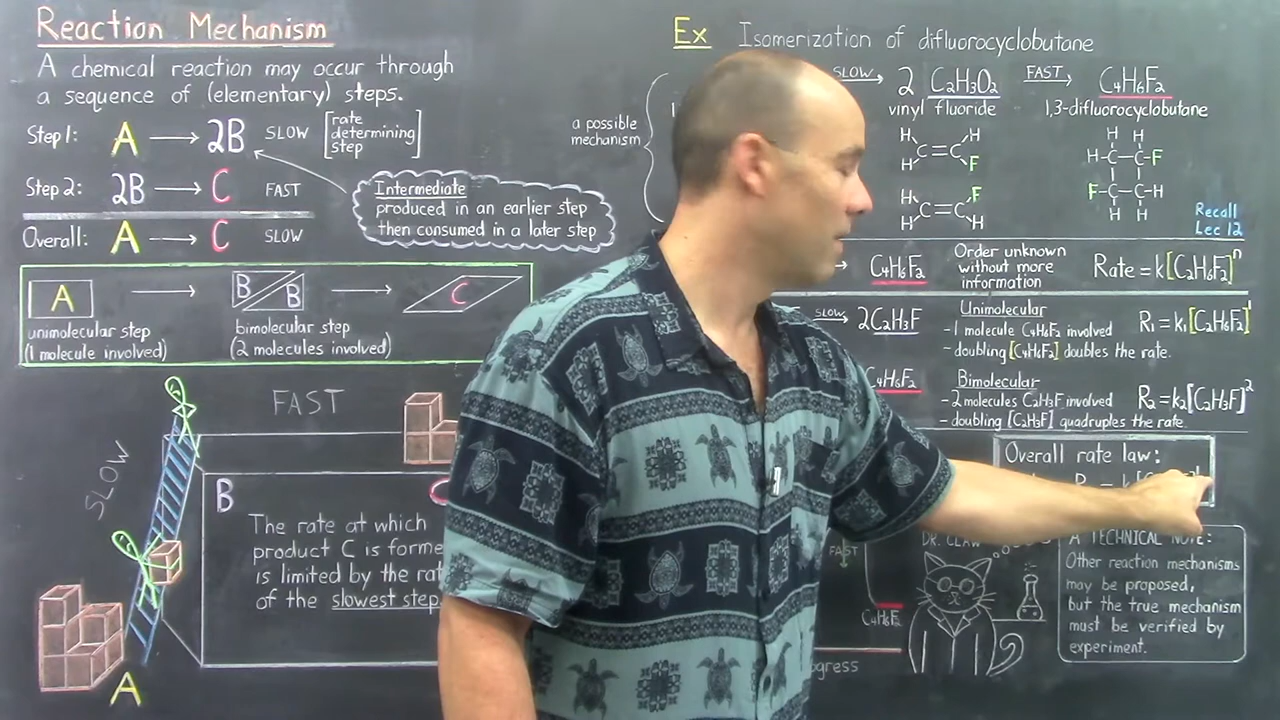 Reaction Mechanism
A chemical reaction may occur through
a sequence of (elementary) steps.
Step 1: A → 2B SLOW [rate
determining
step]
Step 2: 2B → C FAST
Overall: A → C SLOW
Intermediate
produced in an earlier step
then consumed in a later step
A → B B → C
unimolecular step
(1 molecule involved)
bimolecular step
(2 molecules involved)
FAST
SLOW
B C
The rate at which
product C is forme
is limited by the rat
of the slowest step
A
Ex Isomerization of difluorocyclobutane
a possible
mechanism
SLOW → 2 C₂H₃O₂ FAST → C₄H₆F₂
vinyl fluoride 1,3-difluorocyclobutane
H H
C=C
H F
H F
C=C
H H
H H
H-C-C-F
F-C-C-H
H H
Recall
Lec 12
→ C₄H₆F₂
Order unknown
without more
information
Rate = k[C₂H₆F₂]ⁿ
SLOW → 2C₂H₃F
Unimolecular
- 1 molecule C₄H₆F₂ involved
- doubling [C₄H₆F₂] doubles the rate.
R₁ = k₁[C₂H₆F₂]¹
C₄H₆F₂
Bimolecular
- 2 molecules C₂H₃F involved
- doubling [C₂H₃F] quadruples the rate.
R₂ = k₂[C₂H₃F]²
Overall rate law:
FAST
C₄H₆F₂
ogress
DR. CLAW
A TECHNICAL NOTE:
Other reaction mechanisms
may be proposed,
but the true mechanism
must be verified by
experiment.